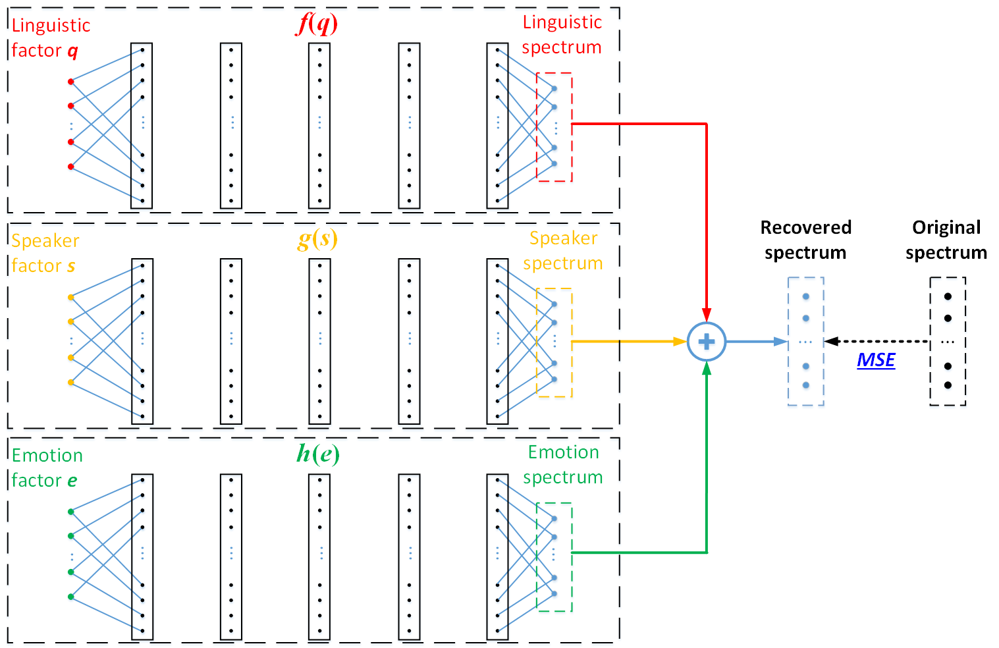 Linguistic
factor q
f(q)
Linguistic
spectrum
Speaker
factor s
g(s)
Speaker
spectrum
Emotion
factor e
h(e)
Emotion
spectrum
Recovered
spectrum
Original
spectrum
MSE